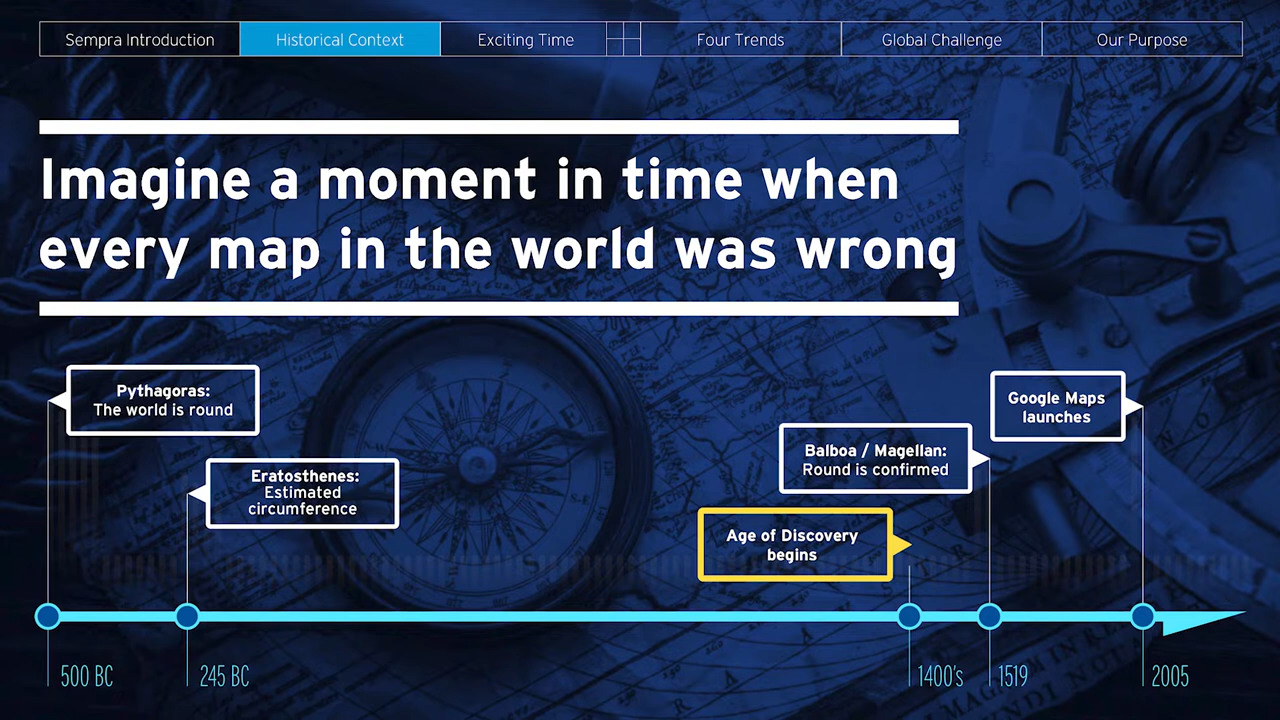 Sempra Introduction
Historical Context
Exciting Time
Four Trends
Global Challenge
Our Purpose
Imagine a moment in time when
every map in the world was wrong
Pythagoras:
The world is round
Eratosthenes:
Estimated
circumference
Age of Discovery
begins
Balboa / Magellan:
Round is confirmed
Google Maps
launches
500 BC
245 BC
1400's
1519
2005